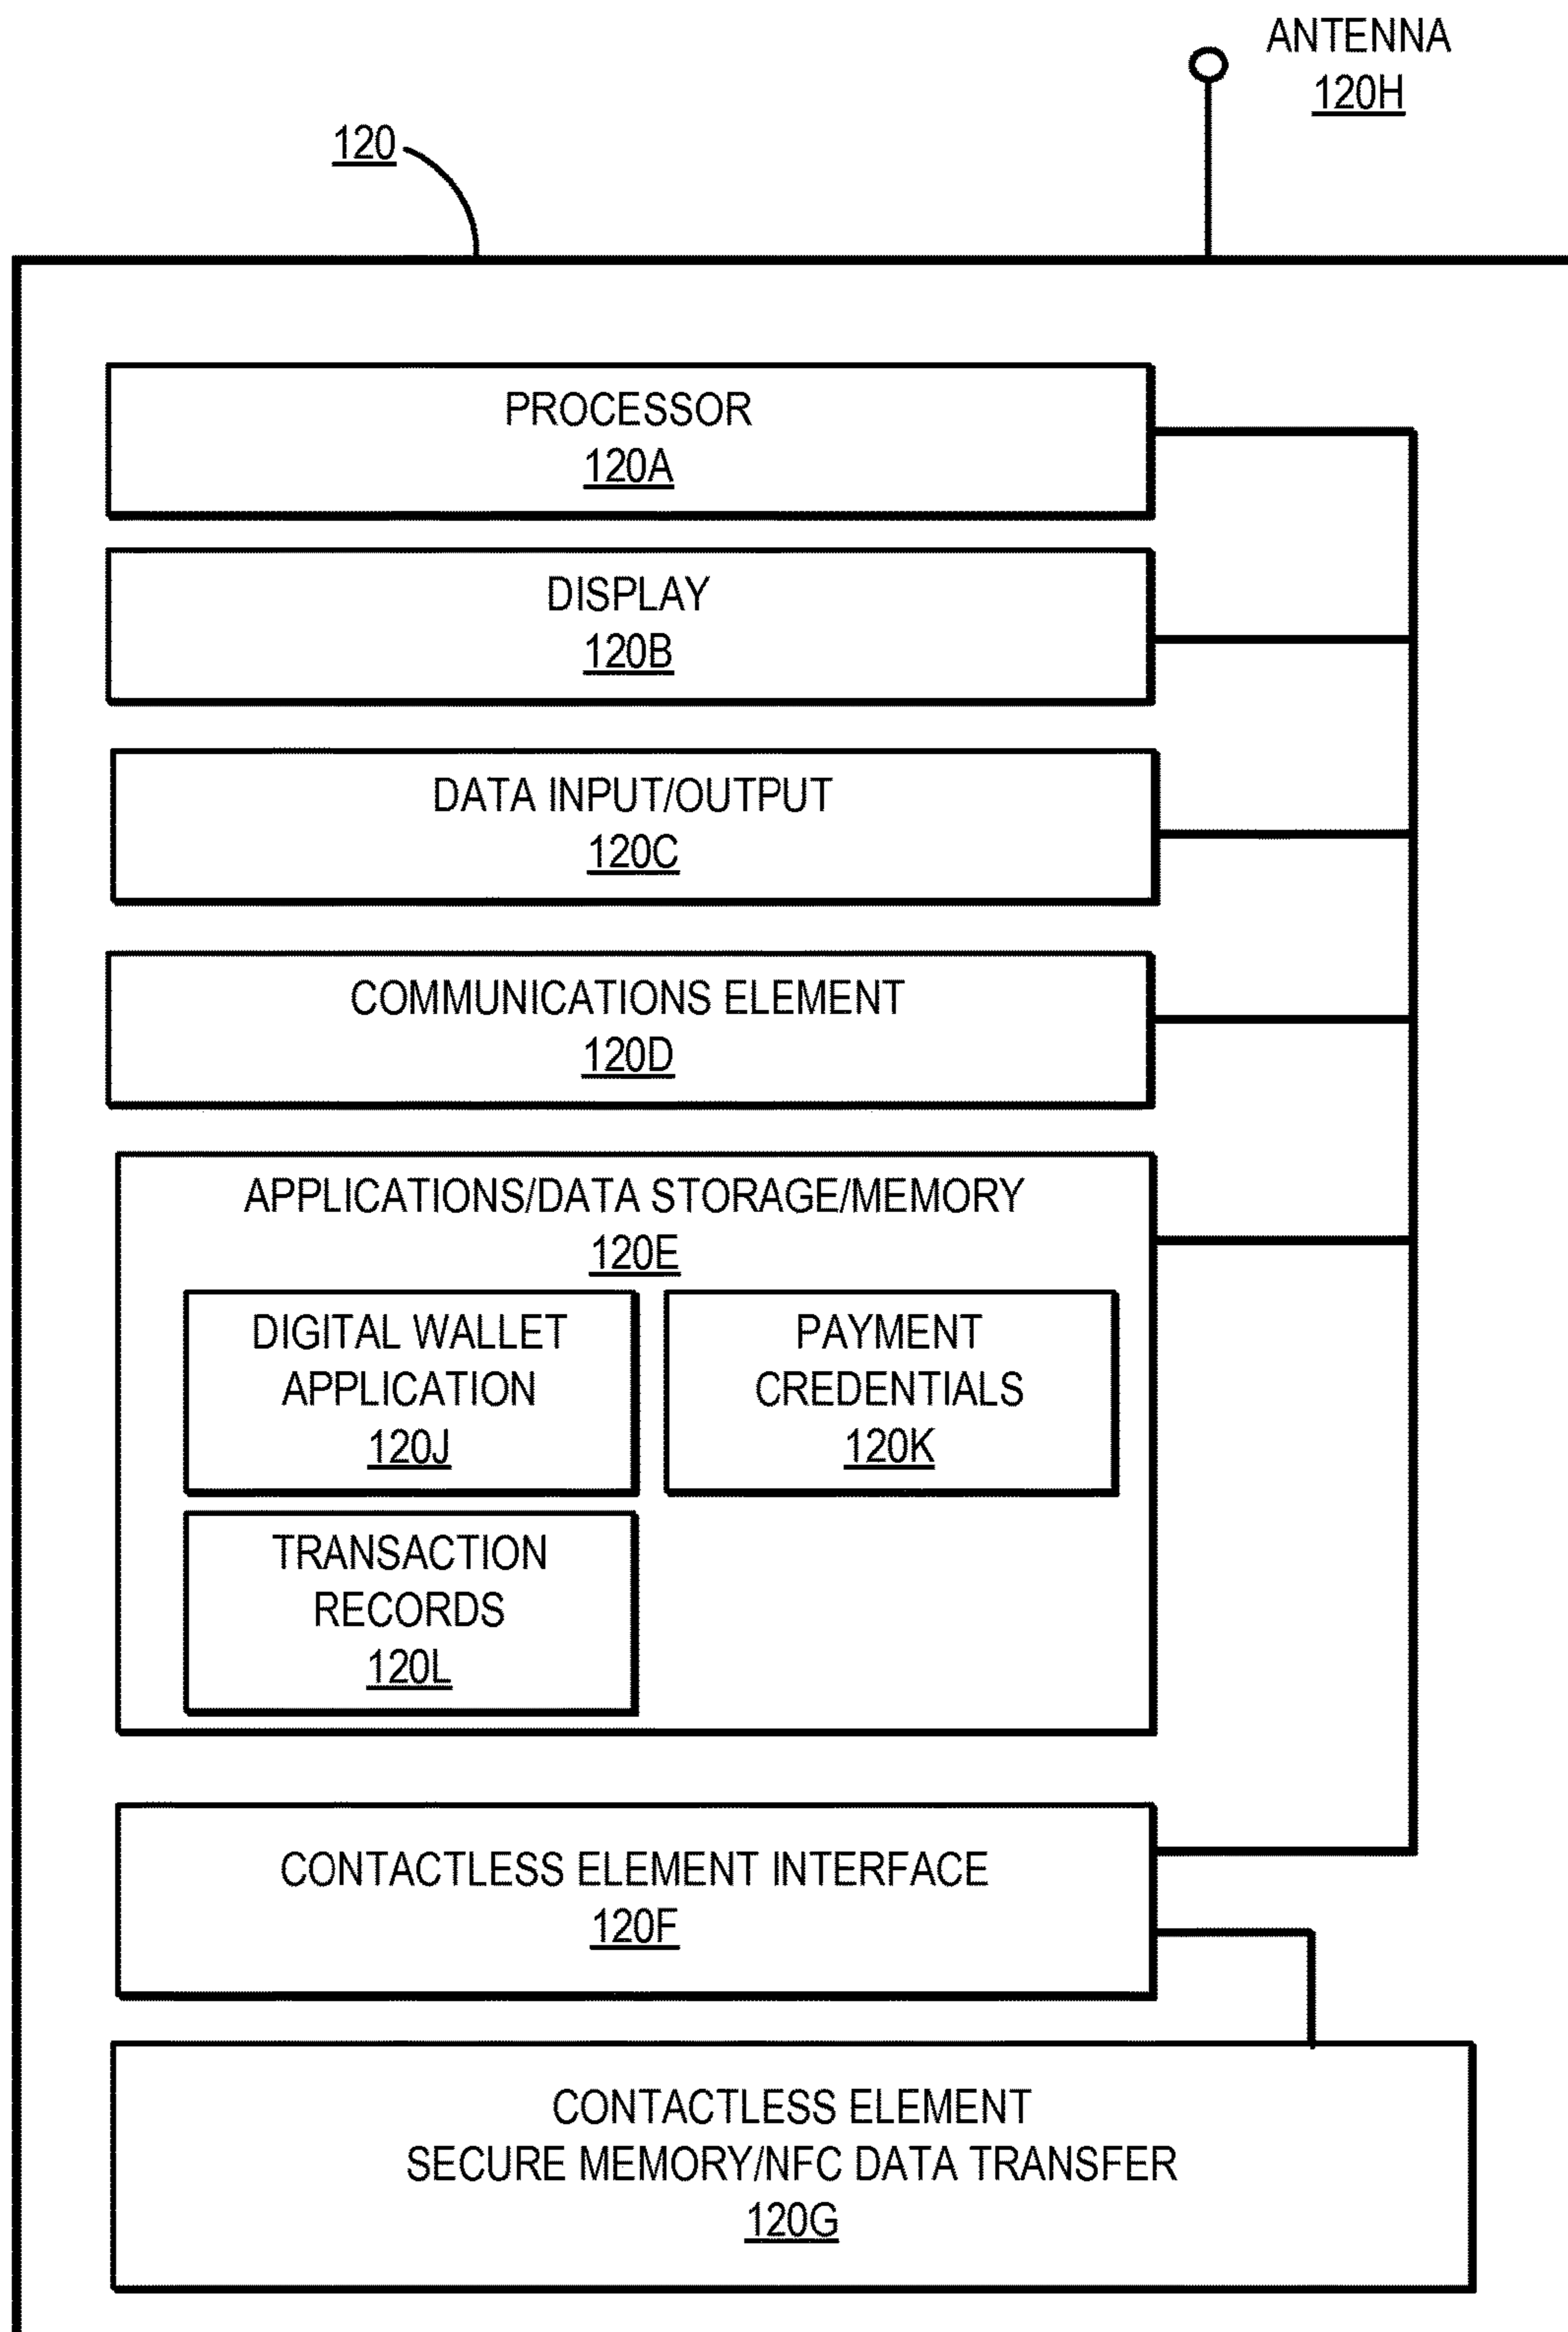 ANTENNA
120H
120
PROCESSOR
120A
DISPLAY
120B
DATA INPUT/OUTPUT
120C
COMMUNICATIONS ELEMENT
120D
APPLICATIONS/DATA STORAGE/MEMORY
120E
DIGITAL WALLET
APPLICATION
120J
PAYMENT
CREDENTIALS
120K
TRANSACTION
RECORDS
120L
CONTACTLESS ELEMENT INTERFACE
120F
CONTACTLESS ELEMENT
SECURE MEMORY/NFC DATA TRANSFER
120G